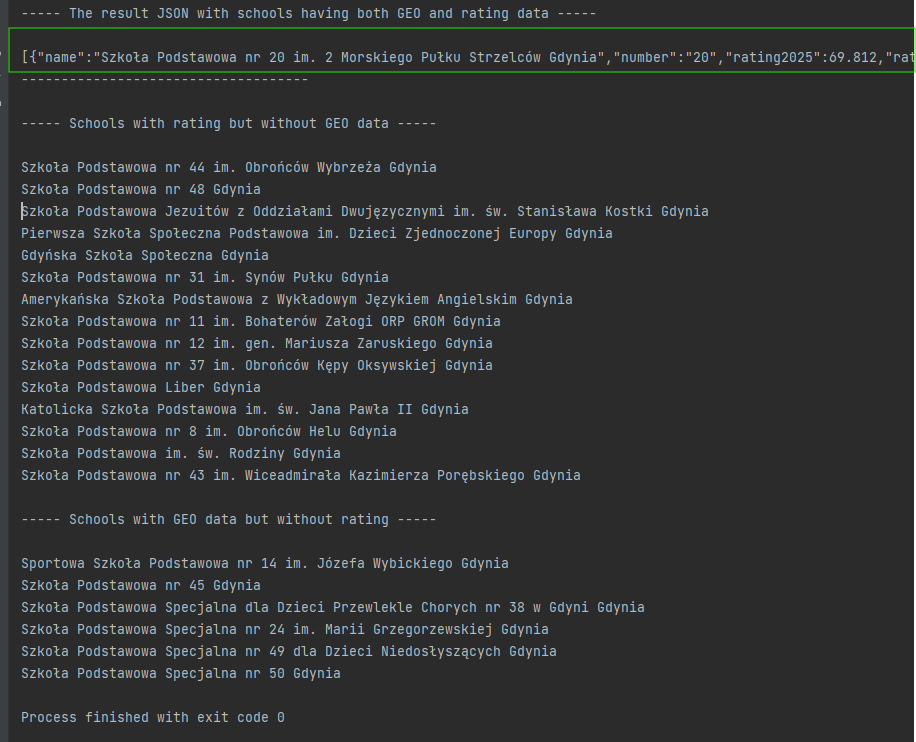 ----- The result JSON with schools having both GEO and rating data -----
[{"name":"Szkoła Podstawowa nr 20 im. 2 Morskiego Pułku Strzelców Gdynia","number":"20","rating2025":69.812,"rat
------------------------------------
----- Schools with rating but without GEO data -----
Szkoła Podstawowa nr 44 im. Obrońców Wybrzeża Gdynia
Szkoła Podstawowa nr 48 Gdynia
Szkoła Podstawowa Jezuitów z Oddziałami Dwujęzycznymi im. św. Stanisława Kostki Gdynia
Pierwsza Szkoła Społeczna Podstawowa im. Dzieci Zjednoczonej Europy Gdynia
Gdyńska Szkoła Społeczna Gdynia
Szkoła Podstawowa nr 31 im. Synów Pułku Gdynia
Amerykańska Szkoła Podstawowa z Wykładowym Językiem Angielskim Gdynia
Szkoła Podstawowa nr 11 im. Bohaterów Załogi ORP GROM Gdynia
Szkoła Podstawowa nr 12 im. gen. Mariusza Zaruskiego Gdynia
Szkoła Podstawowa nr 37 im. Obrońców Kępy Oksywskiej Gdynia
Szkoła Podstawowa Liber Gdynia
Katolicka Szkoła Podstawowa im. św. Jana Pawła II Gdynia
Szkoła Podstawowa nr 8 im. Obrońców Helu Gdynia
Szkoła Podstawowa im. św. Rodziny Gdynia
Szkoła Podstawowa nr 43 im. Wiceadmirała Kazimierza Porębskiego Gdynia
----- Schools with GEO data but without rating -----
Sportowa Szkoła Podstawowa nr 14 im. Józefa Wybickiego Gdynia
Szkoła Podstawowa nr 45 Gdynia
Szkoła Podstawowa Specjalna dla Dzieci Przewlekle Chorych nr 38 w Gdyni Gdynia
Szkoła Podstawowa Specjalna nr 24 im. Marii Grzegorzewskiej Gdynia
Szkoła Podstawowa Specjalna nr 49 dla Dzieci Niedosłyszących Gdynia
Szkoła Podstawowa Specjalna nr 50 Gdynia
Process finished with exit code 0